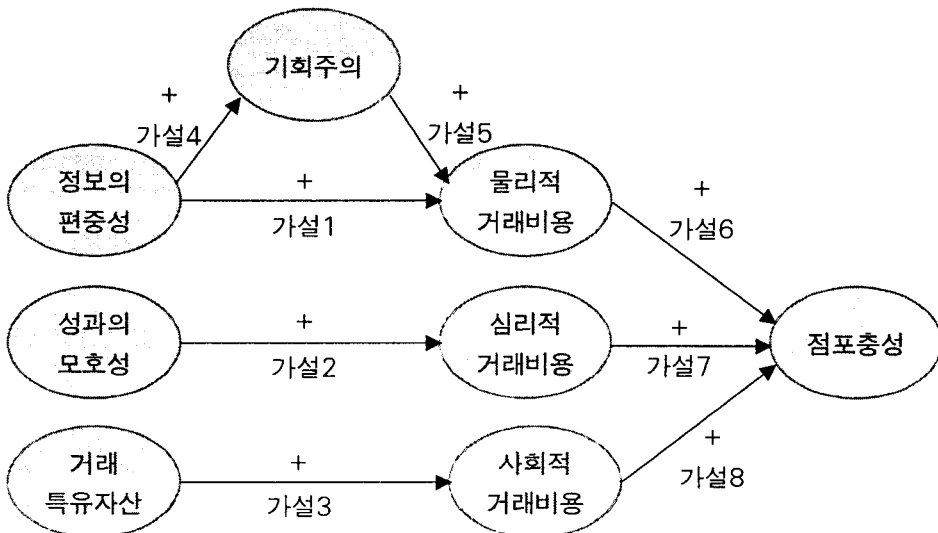 기회주의
+
가설4
+
가설5
정보의
편중성
+
가설1
물리적
거래비용
+
가설6
성과의
모호성
+
가설2
심리적
거래비용
+
가설7
점포충성
거래
특유자산
+
가설3
사회적
거래비용
+
가설8